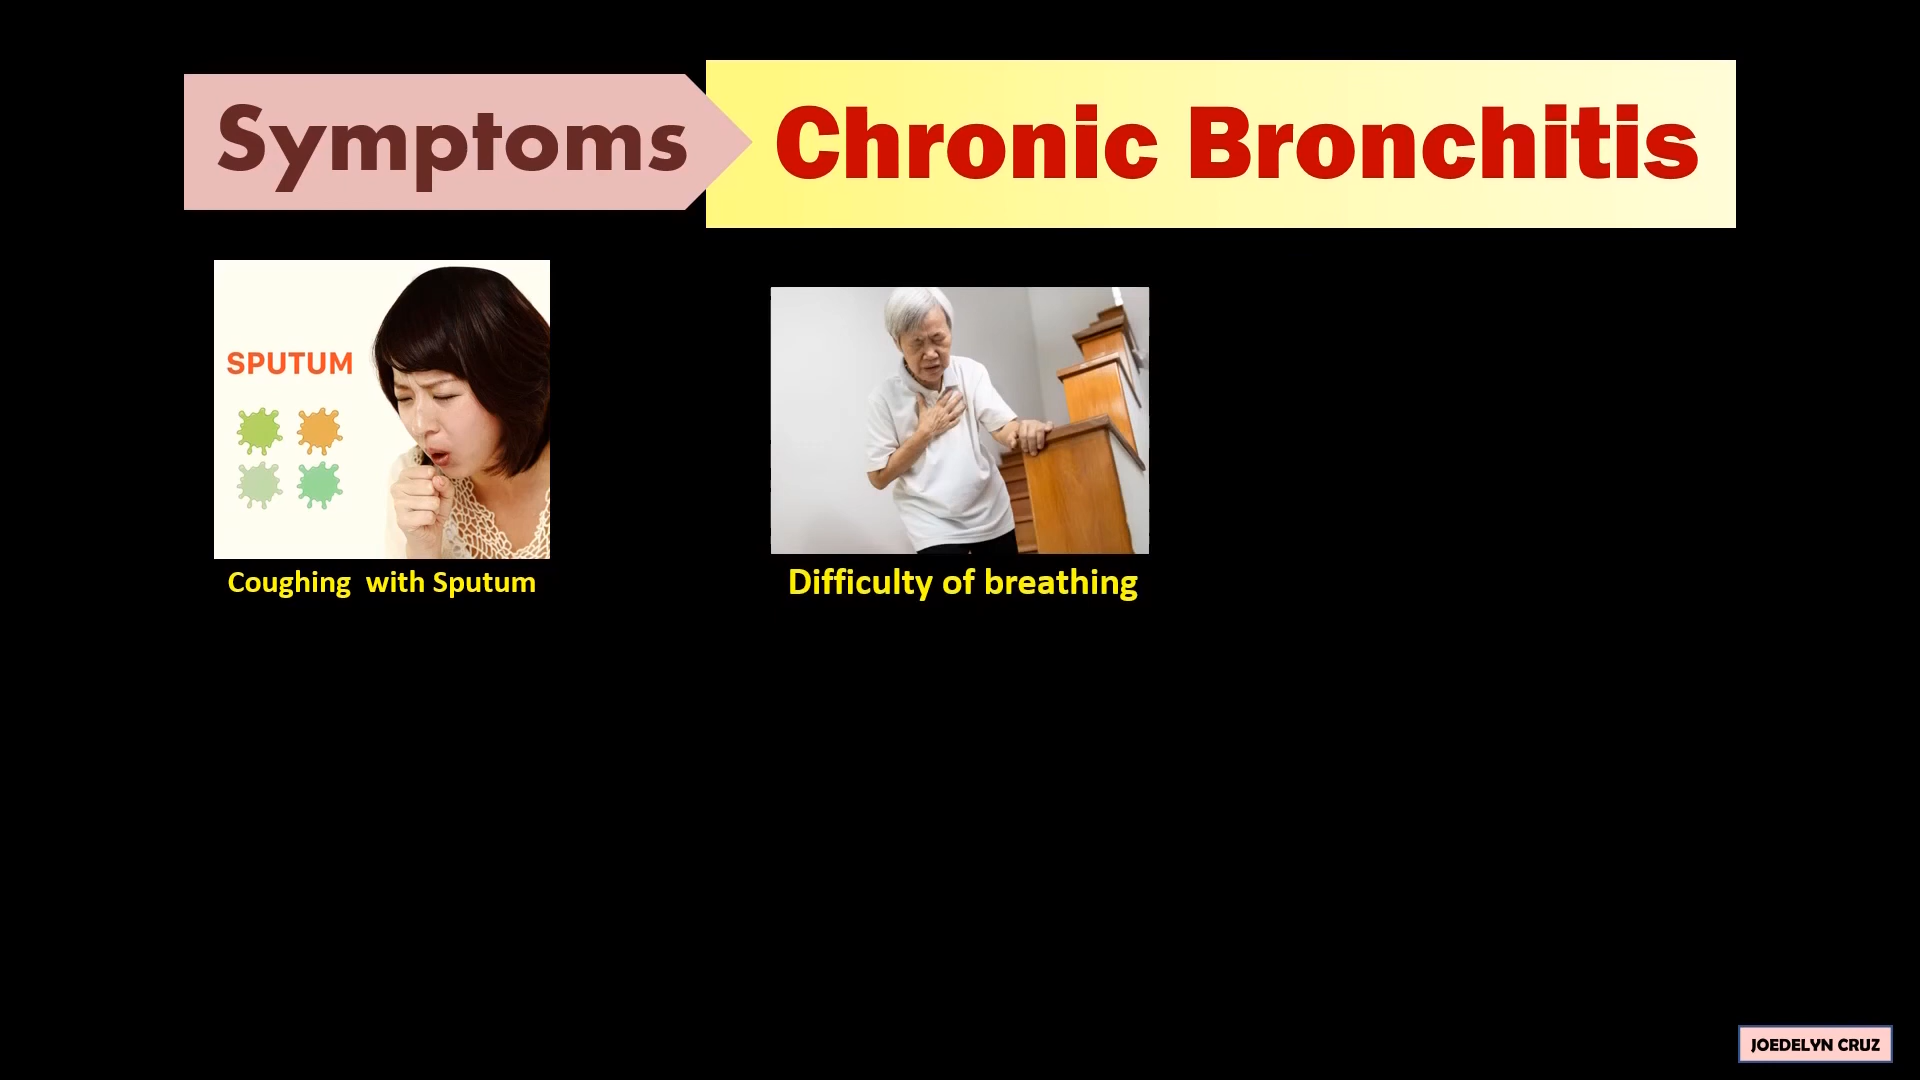 Symptoms
Chronic Bronchitis
SPUTUM
Coughing  with Sputum
Difficulty of breathing
JOEDELYN CRUZ